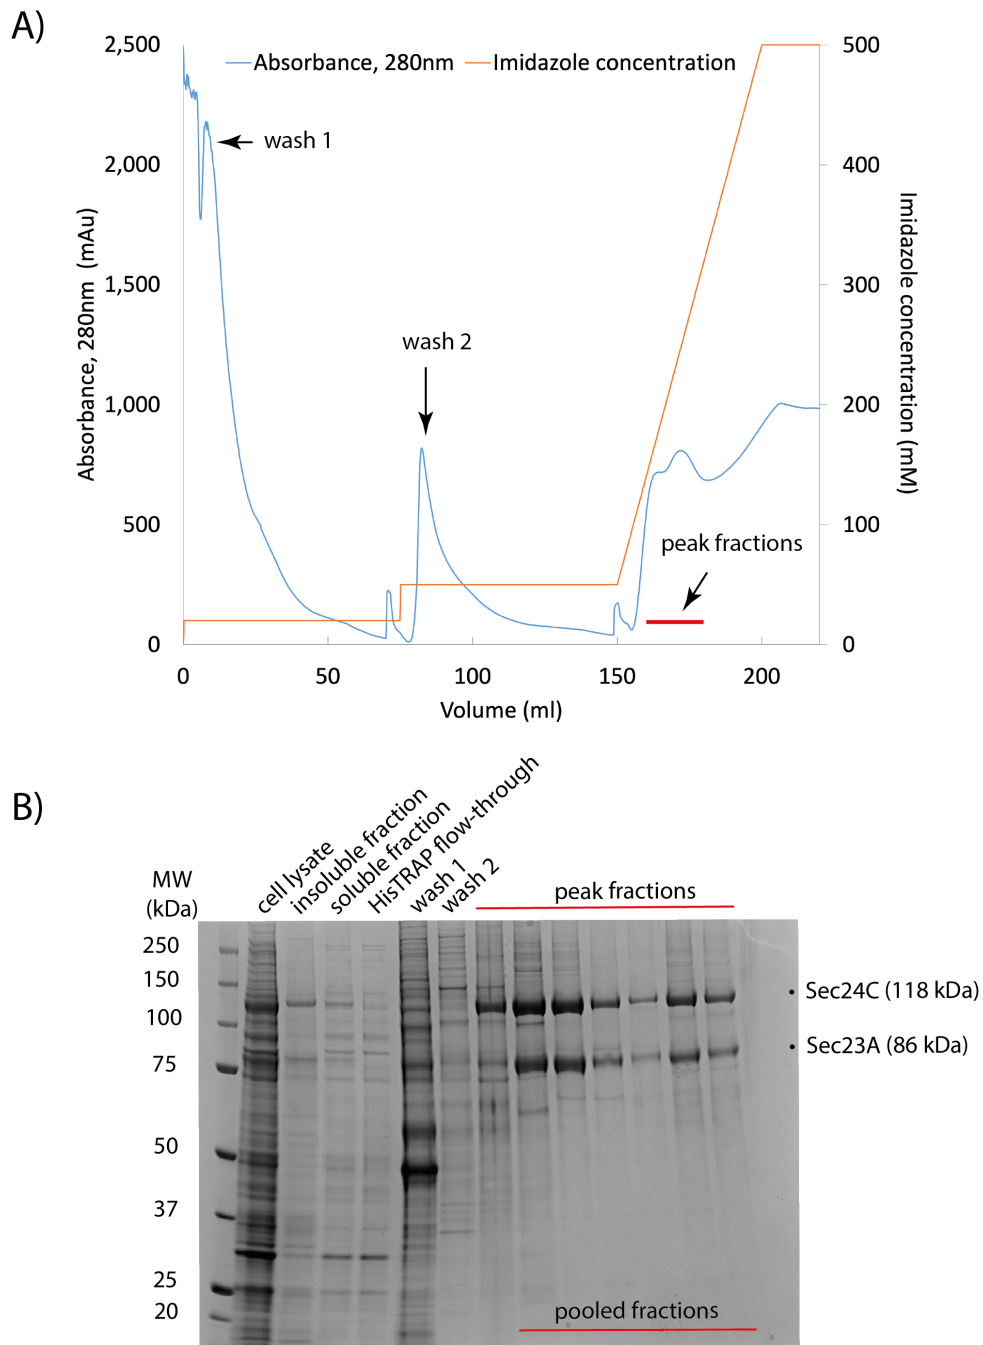 A)
2,500
2,000
1,500
1,000
500
0
Absorbance, 280nm (mAu)
Absorbance, 280nm
Imidazole concentration
wash 1
wash 2
peak fractions
500
400
300
200
100
0
Imidazole concentration (mM)
0
50
100
150
200
Volume (ml)
B)
MW
(kDa)
cell lysate
insoluble fraction
soluble fraction
HisTRAP flow-through
wash 1
wash 2
peak fractions
250
150
100
75
50
37
25
20
Sec24C (118 kDa)
Sec23A (86 kDa)
pooled fractions